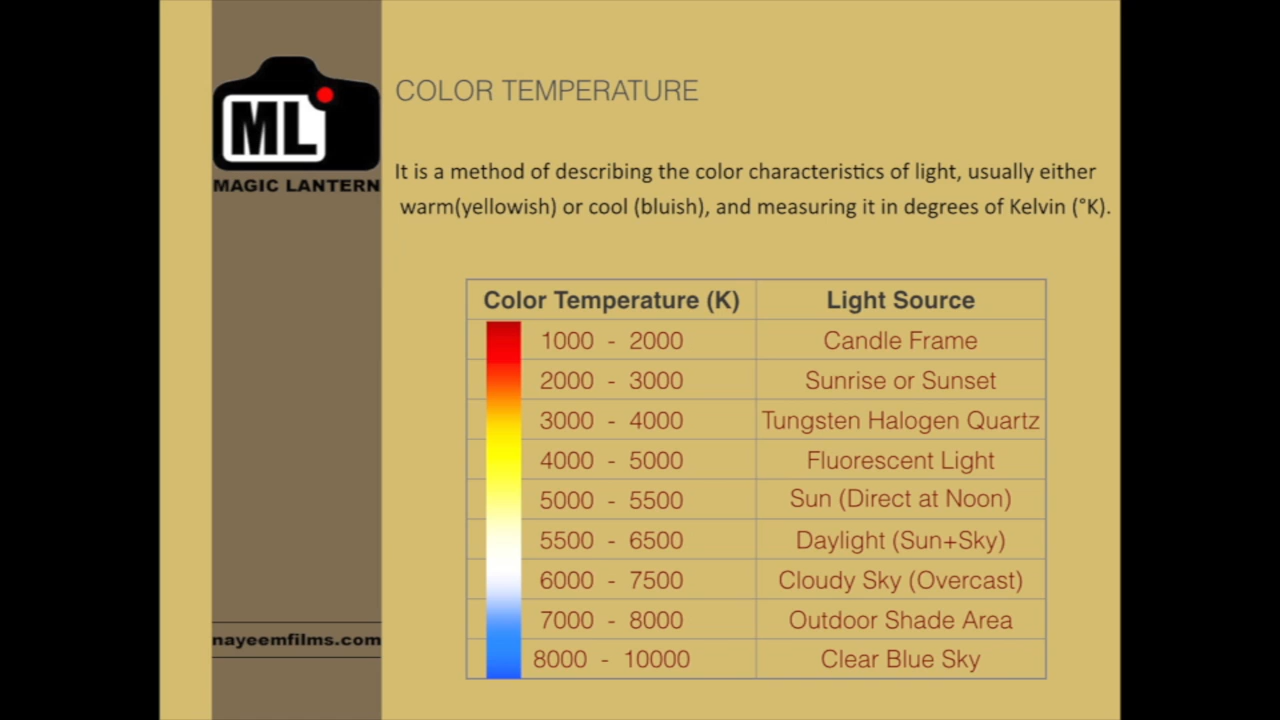 ML
MAGIC LANTERN
COLOR TEMPERATURE
It is a method of describing the color characteristics of light, usually either
warm(yellowish) or cool (bluish), and measuring it in degrees of Kelvin (°K).
Color Temperature (K) Light Source
1000 - 2000 Candle Frame
2000 - 3000 Sunrise or Sunset
3000 - 4000 Tungsten Halogen Quartz
4000 - 5000 Fluorescent Light
5000 - 5500 Sun (Direct at Noon)
5500 - 6500 Daylight (Sun+Sky)
6000 - 7500 Cloudy Sky (Overcast)
7000 - 8000 Outdoor Shade Area
8000 - 10000 Clear Blue Sky
nayeemfilms.com